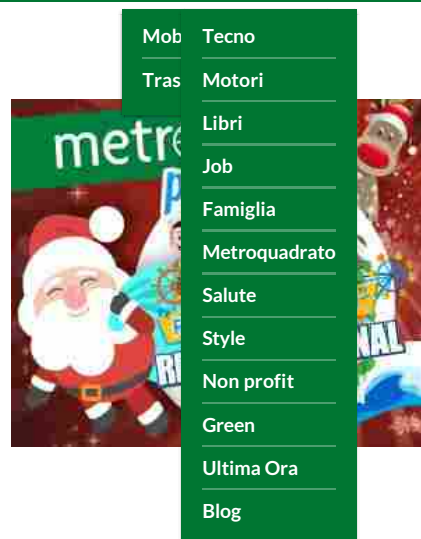 Tecno
Motori
Libri
Job
Famiglia
Metroquadrato
Salute
Style
Non profit
Green
Ultima Ora
Blog